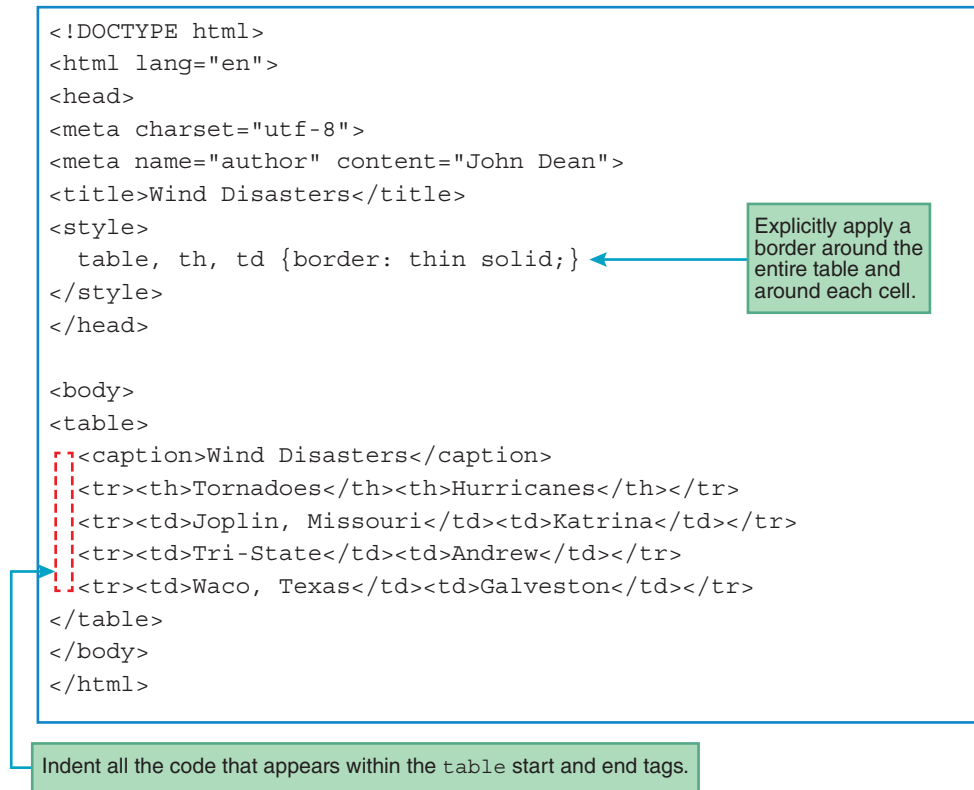 <!DOCTYPE html>
<html lang="en">
<head>
<meta charset="utf-8">
<meta name="author" content="John Dean">
<title>Wind Disasters</title>
<style>
  table, th, td {border: thin solid;}
</style>
</head>
Explicitly apply a
border around the
entire table and
around each cell.
<body>
<table>
  <caption>Wind Disasters</caption>
  <tr><th>Tornadoes</th><th>Hurricanes</th></tr>
  <tr><td>Joplin, Missouri</td><td>Katrina</td></tr>
  <tr><td>Tri-State</td><td>Andrew</td></tr>
  <tr><td>Waco, Texas</td><td>Galveston</td></tr>
</table>
</body>
</html>
Indent all the code that appears within the table start and end tags.